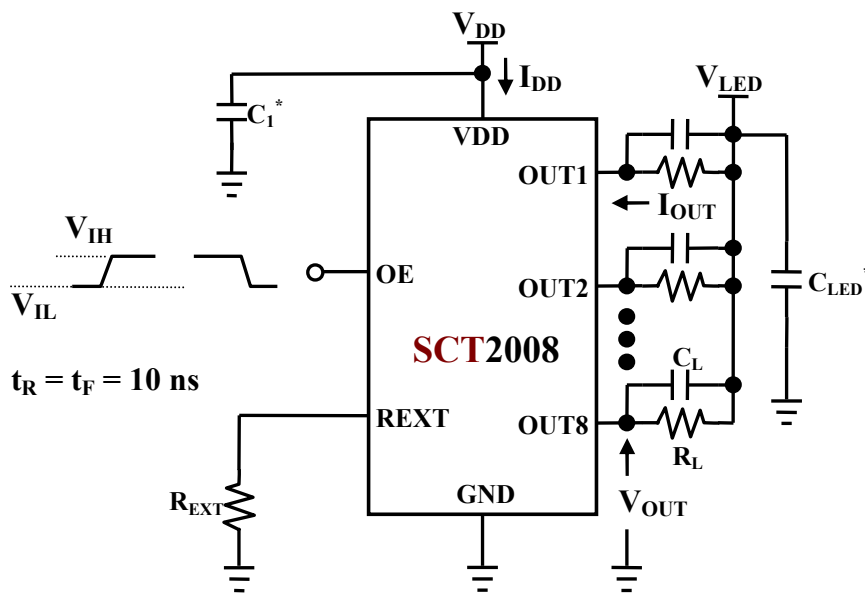 VDD
IDD
C1*
VDD
VLED
OUT1
IOUT
VIH
VIL
OE
OUT2
CLED*
SCT2008
tR = tF = 10 ns
CL
REXT
OUT8
RL
REXT
GND
VOUT